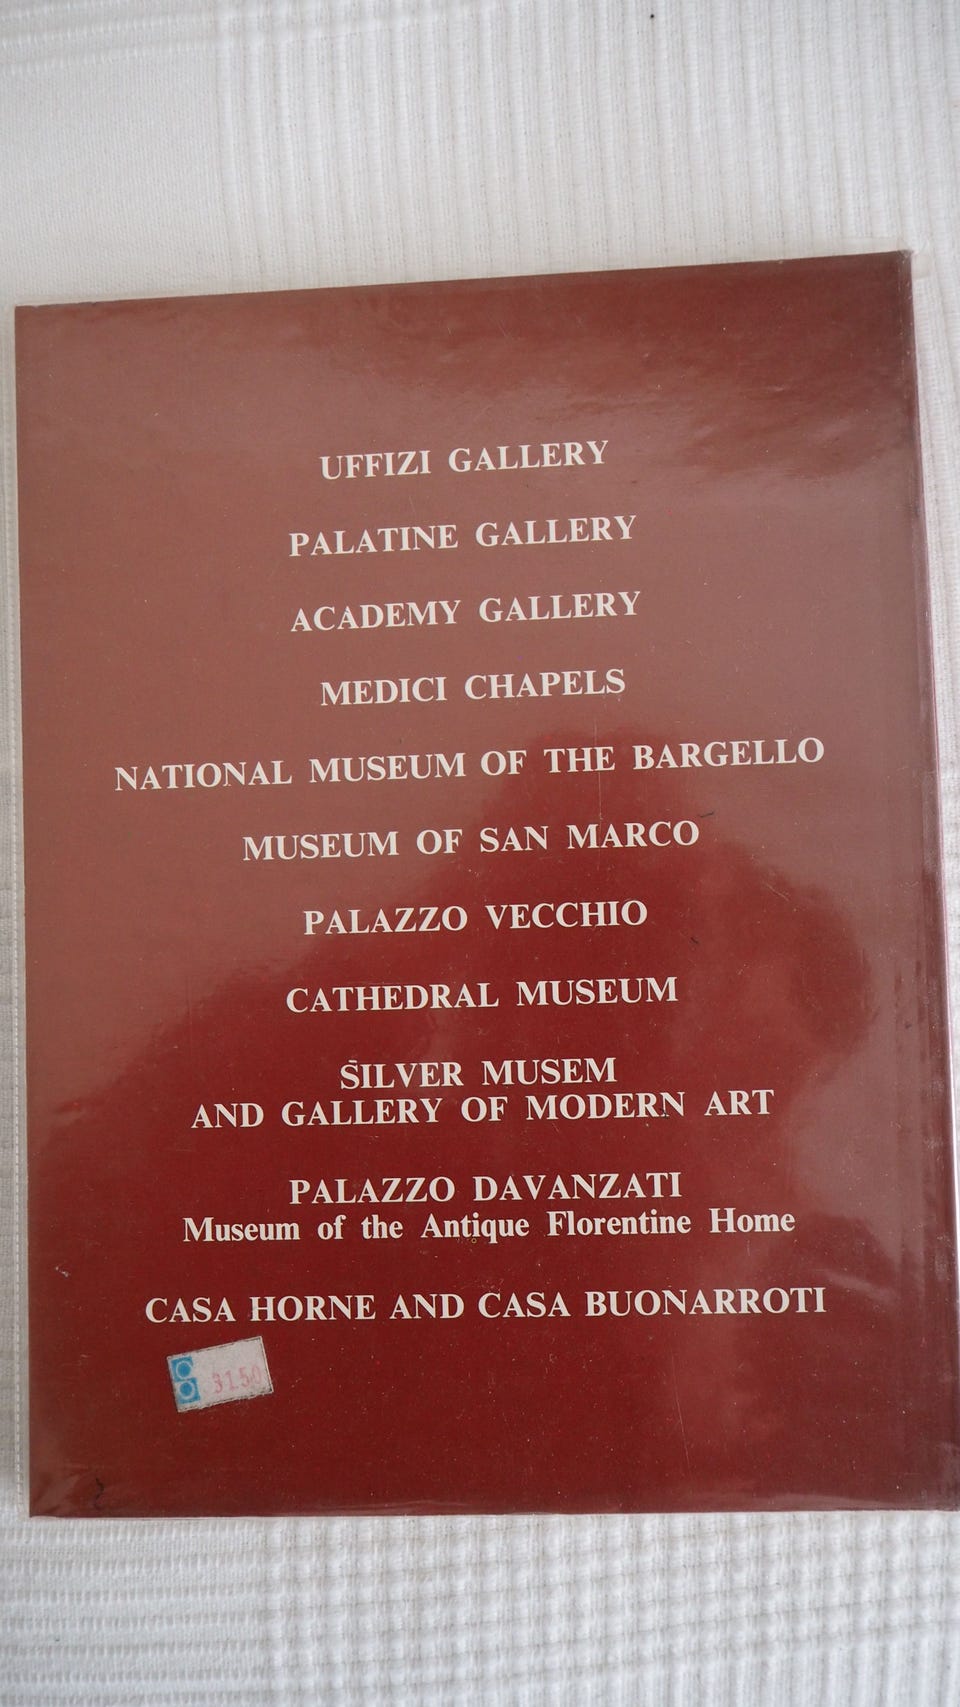 UFFIZI GALLERY
PALATINE GALLERY
ACADEMY GALLERY
MEDICI CHAPELS
NATIONAL MUSEUM OF THE BARGELLO
MUSEUM OF SAN MARCO
PALAZZO VECCHIO
CATHEDRAL MUSEUM
SILVER MUSEM
AND GALLERY OF MODERN ART
PALAZZO DAVANZATI
Museum of the Antique Florentine Home
CASA HORNE AND CASA BUONARROTI
3150